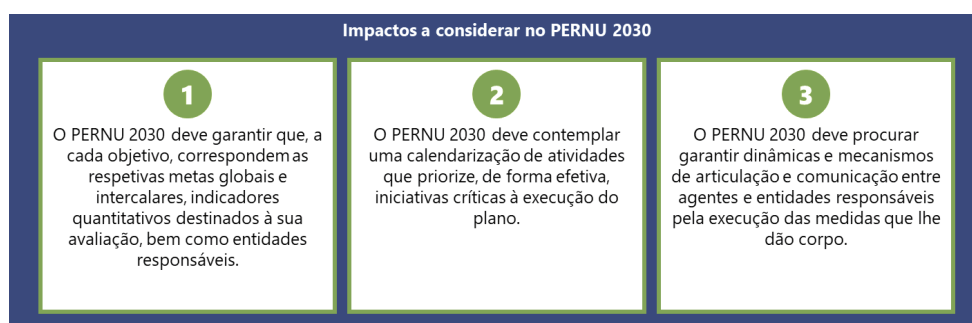 Impactos a considerar no PERNU 2030
1
O PERNU 2030 deve garantir que, a
cada objetivo, correspondem as
respetivas metas globais e
intercalares, indicadores
quantitativos destinados à sua
avaliação, bem como entidades
responsáveis.
2
O PERNU 2030 deve contemplar
uma calendarização de atividades
que priorize, de forma efetiva,
iniciativas críticas à execução do
plano.
3
O PERNU 2030 deve procurar
garantir dinâmicas e mecanismos
de articulação e comunicação entre
agentes e entidades responsáveis
pela execução das medidas que lhe
dão corpo.